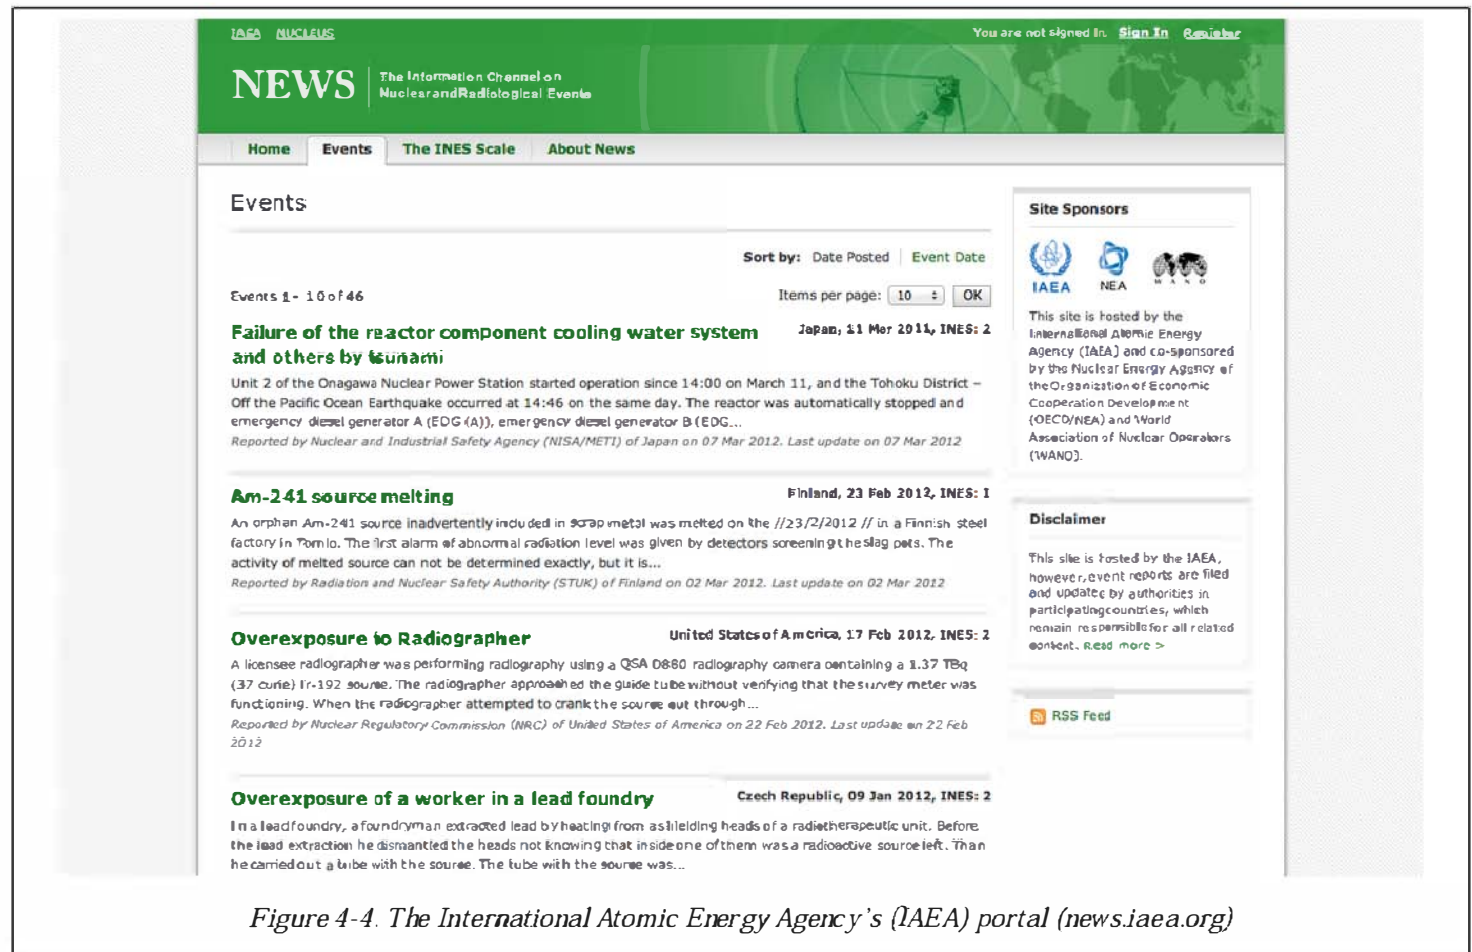 IAEA NUCLEUS
You are not signed in. Sign In Register
NEWS
The Information Channel on
Nuclear and Radiological Events
Home Events The INES Scale About News
Events
Sort by: Date Posted Event Date
Events 1 - 10 of 46
Items per page: 10 OK
Failure of the reactor component cooling water system
and others by tsunami
Japan, 11 Mar 2011, INES: 2
Unit 2 of the Onagawa Nuclear Power Station started operation since 14:00 on March 11, and the Tohoku District –
Off the Pacific Ocean Earthquake occurred at 14:46 on the same day. The reactor was automatically stopped and
emergency diesel generator A (EDG (A)), emergency diesel generator B (EDG...
Reported by Nuclear and Industrial Safety Agency (NISA/METI) of Japan on 07 Mar 2012. Last update on 07 Mar 2012
Am-241 source melting
Finland, 23 Feb 2012, INES: 1
An orphan Am-241 source inadvertently included in scrap metal was melted on the //23/2/2012 // in a Finnish steel
factory in Tornio. The first alarm of abnormal radiation level was given by detectors screening the slag pots. The
activity of melted source can not be determined exactly, but it is...
Reported by Radiation and Nuclear Safety Authority (STUK) of Finland on 02 Mar 2012. Last update on 02 Mar 2012
Overexposure to Radiographer
United States of America, 17 Feb 2012, INES: 2
A licensee radiographer was performing radiography using a QSA D880 radiography camera containing a 1.37 TBq
(37 curie) Ir-192 source. The radiographer approached the guide tube without verifying that the survey meter was
functioning. When the radiographer attempted to crank the source out through...
Reported by Nuclear Regulatory Commission (NRC) of United States of America on 22 Feb 2012. Last update on 22 Feb
2012
Overexposure of a worker in a lead foundry
Czech Republic, 09 Jan 2012, INES: 2
In a lead foundry, a foundryman extracted lead by heating from a shielding heads of a radiotherapeutic unit. Before
the lead extraction he dismantled the heads not knowing that inside one of them was a radioactive source left. Than
he carried out a tube with the source. The tube with the source was...
Site Sponsors
IAEA NEA WANO
This site is hosted by the
International Atomic Energy
Agency (IAEA) and co-sponsored
by the Nuclear Energy Agency of
the Organization of Economic
Cooperation Development
(OECD/NEA) and World
Association of Nuclear Operators
(WANO).
Disclaimer
This site is hosted by the IAEA,
however, event reports are filed
and updated by authorities in
participating countries, which
remain responsible for all related
content. Read more >
RSS Feed
Figure 4-4. The International Atomic Energy Agency's (IAEA) portal (news.iaea.org)